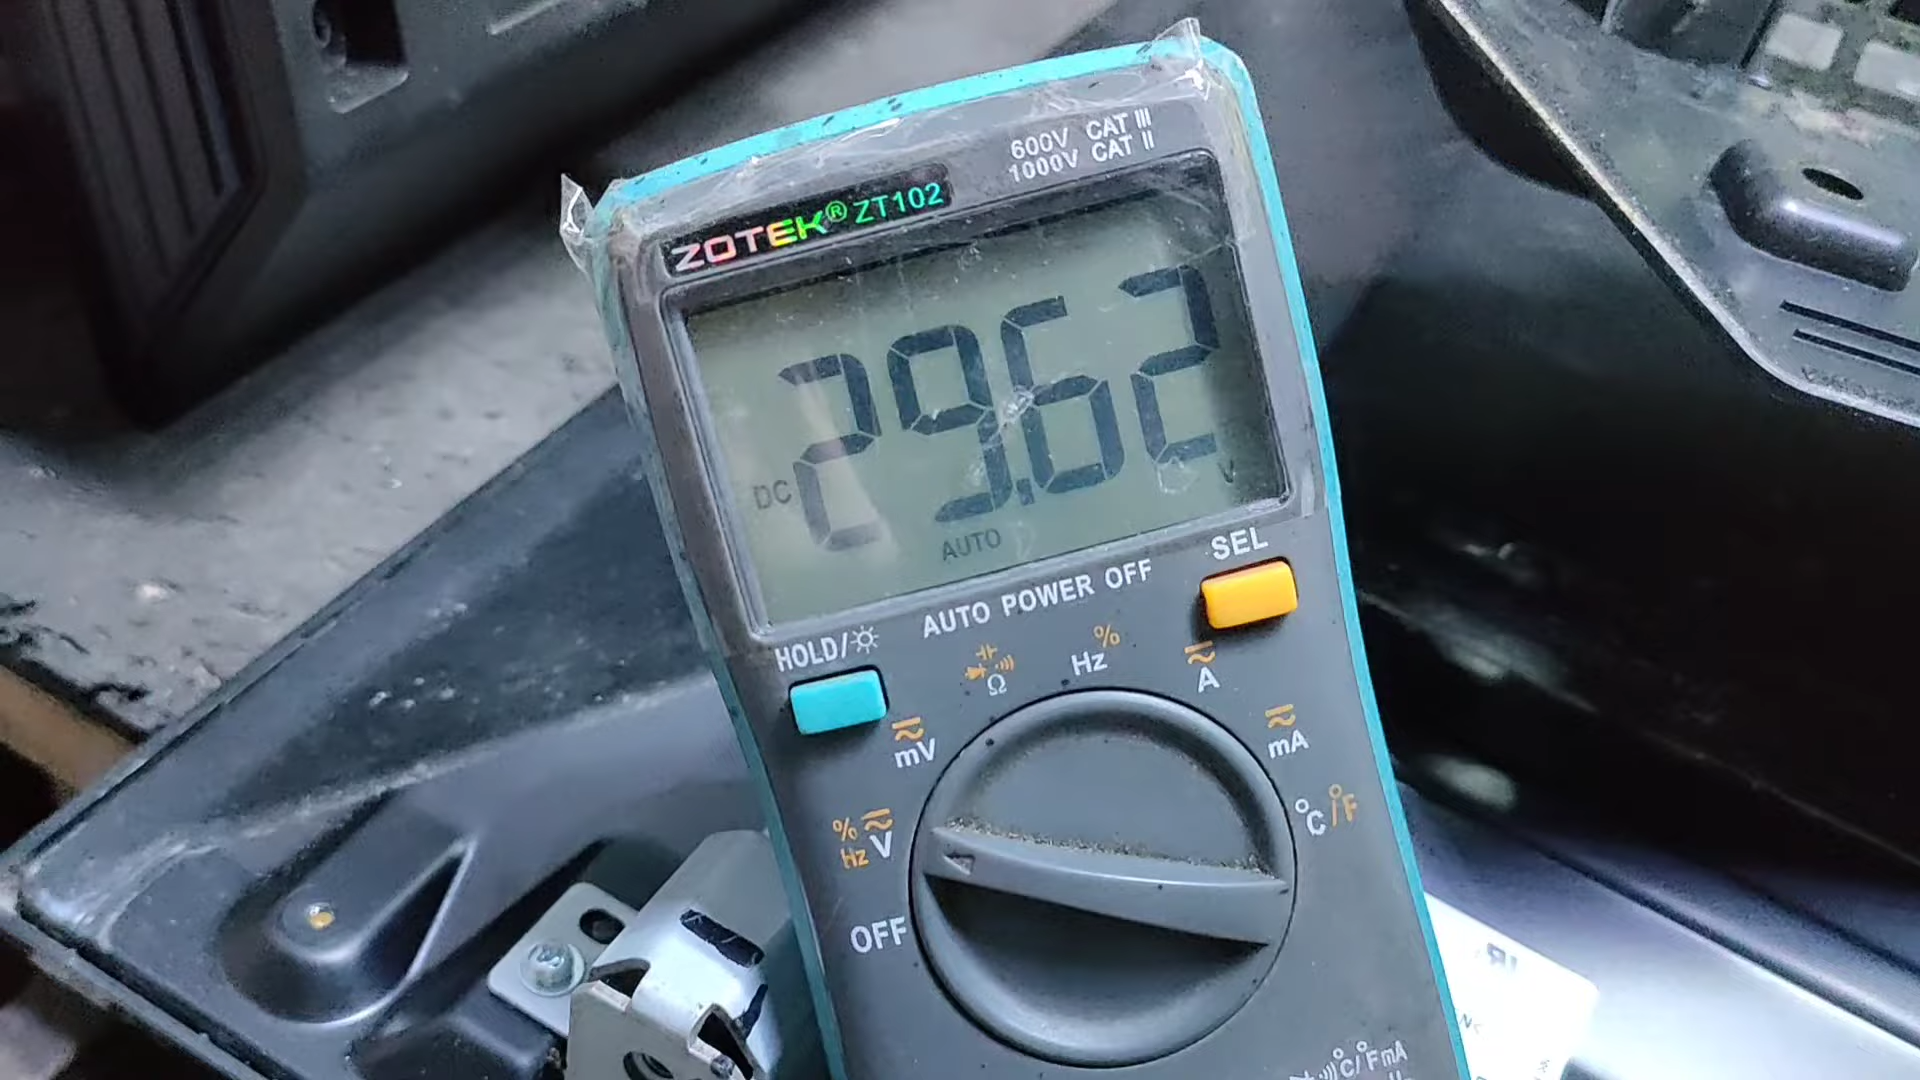 600V CAT III
1000V CAT II
ZOTEK® ZT102
29.62
DC
V
AUTO
SEL
AUTO POWER OFF
HOLD/
Hz %
Ω
A
mV
mA
°C/°F
%
Hz V
OFF
°C/°F mA